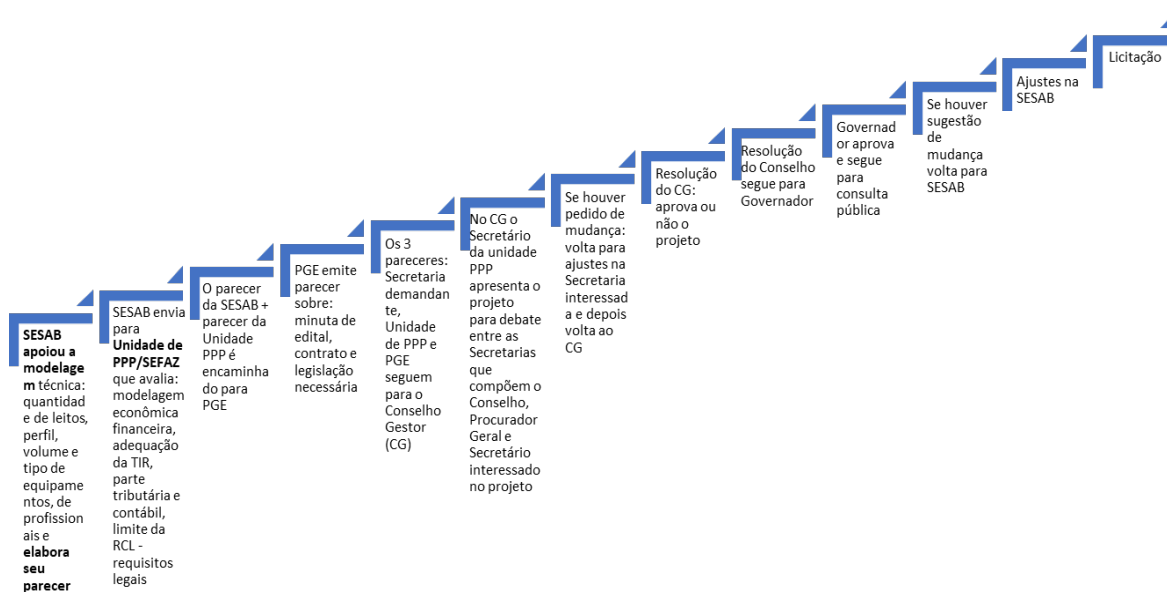 SESAB
apoiou a
modelage
m técnica:
quantidad
e de leitos,
perfil,
volume e
tipo de
equipame
ntos, de
profission
ais e
elabora
seu
parecer
SESAB envia
para
Unidade de
PPP/SEFAZ
que avalia:
modelagem
econômica
financeira,
adequação
da TIR,
parte
tributária e
contábil,
limite da
RCL -
requisitos
legais
O parecer
da SESAB +
parecer da
Unidade
PPP é
encaminha
do para
PGE
PGE emite
parecer
sobre:
minuta de
edital,
contrato e
legislação
necessária
Os 3
pareceres:
Secretaria
demandan
te,
Unidade
de PPP e
PGE
seguem
para o
Conselho
Gestor
(CG)
No CG o
Secretário
da unidade
PPP
apresenta o
projeto
para debate
entre as
Secretarias
que
compõem o
Conselho,
Procurador
Geral e
Secretário
interessado
no projeto
Se houver
pedido de
mudança:
volta para
ajustes na
Secretaria
interessad
a e depois
volta ao
CG
Resolução
do CG:
aprova ou
não o
projeto
Resolução
do Conselho
segue para
Governador
Governad
or aprova
e segue
para
consulta
pública
Se houver
sugestão
de
mudança
volta para
SESAB
Ajustes na
SESAB
Licitação